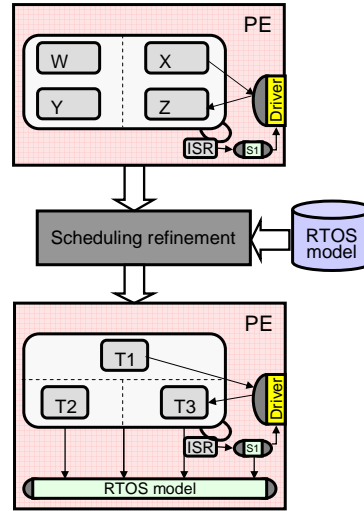 PE
W X
Y Z
Driver
ISR S1
Scheduling refinement
RTOS
model
PE
T1
T2 T3
Driver
ISR S1
RTOS model